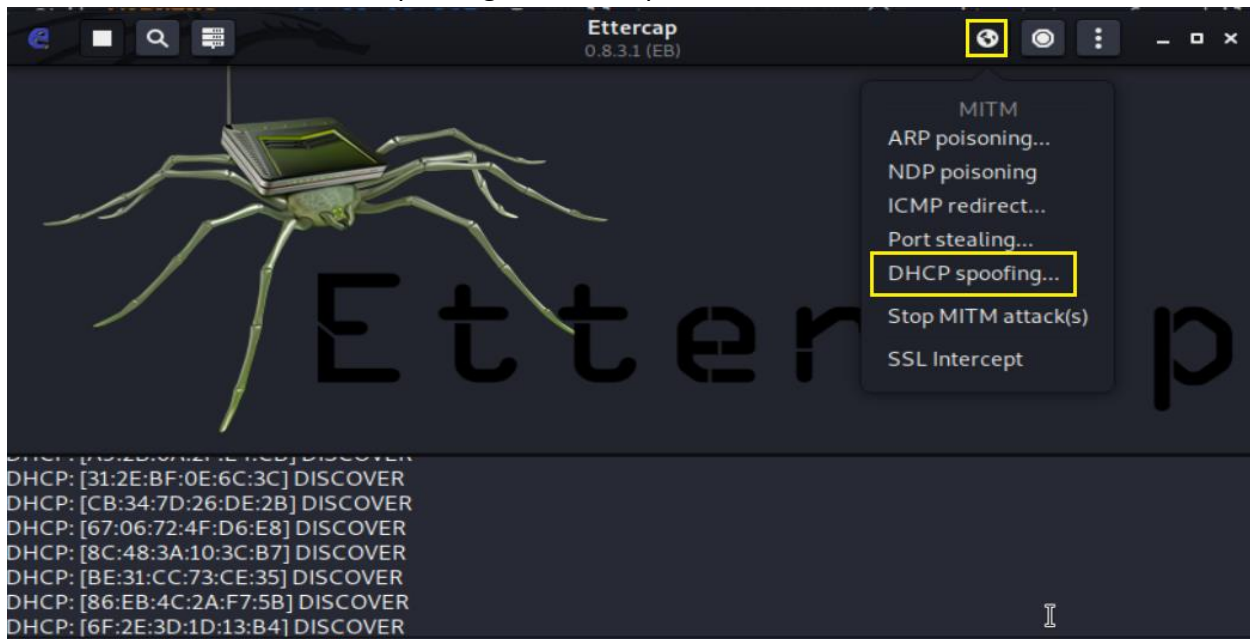 Ettercap
0.8.3.1 (EB)
MITM
ARP poisoning...
NDP poisoning
ICMP redirect...
Port stealing...
DHCP spoofing...
Stop MITM attack(s)
SSL Intercept
Etter p
DHCP: [31:2E:BF:0E:6C:3C] DISCOVER
DHCP: [CB:34:7D:26:DE:2B] DISCOVER
DHCP: [67:06:72:4F:D6:E8] DISCOVER
DHCP: [8C:48:3A:10:3C:B7] DISCOVER
DHCP: [BE:31:CC:73:CE:35] DISCOVER
DHCP: [86:EB:4C:2A:F7:5B] DISCOVER
DHCP: [6F:2E:3D:1D:13:B4] DISCOVER